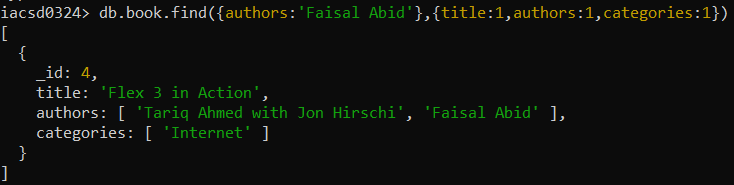 iacsd0324> db.book.find({authors:'Faisal Abid'},{title:1,authors:1,categories:1})
[
  {
    _id: 4,
    title: 'Flex 3 in Action',
    authors: [ 'Tariq Ahmed with Jon Hirschi', 'Faisal Abid' ],
    categories: [ 'Internet' ]
  }
]